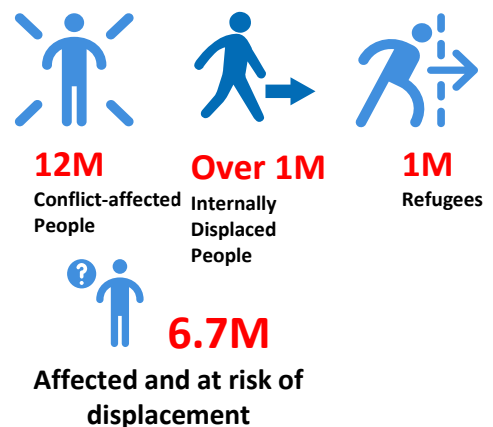 12M
Conflict-affected
People
Over 1M
Internally
Displaced
People
1M
Refugees
?
6.7M
Affected and at risk of
displacement